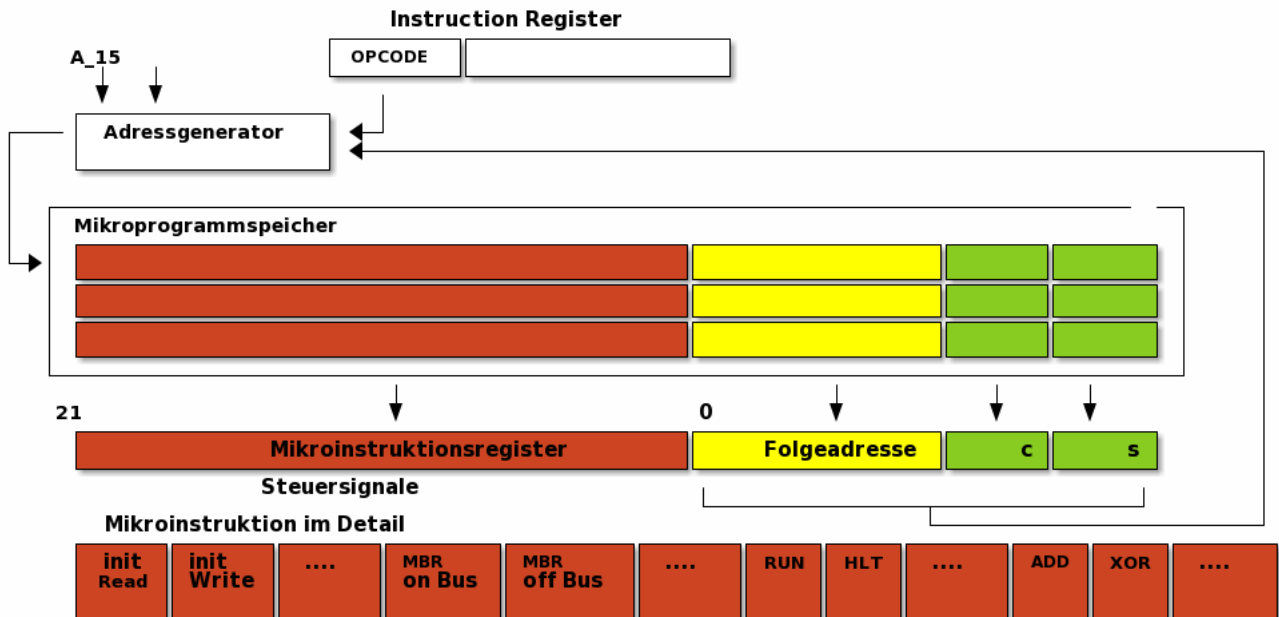 Instruction Register
A_15
OPCODE
Adressgenerator
Mikroprogrammspeicher
21
0
Mikroinstruktionsregister
Folgeadresse
c
s
Steuersignale
Mikroinstruktion im Detail
init
Read
init
Write
....
MBR
on Bus
MBR
off Bus
....
RUN
HLT
....
ADD
XOR
....